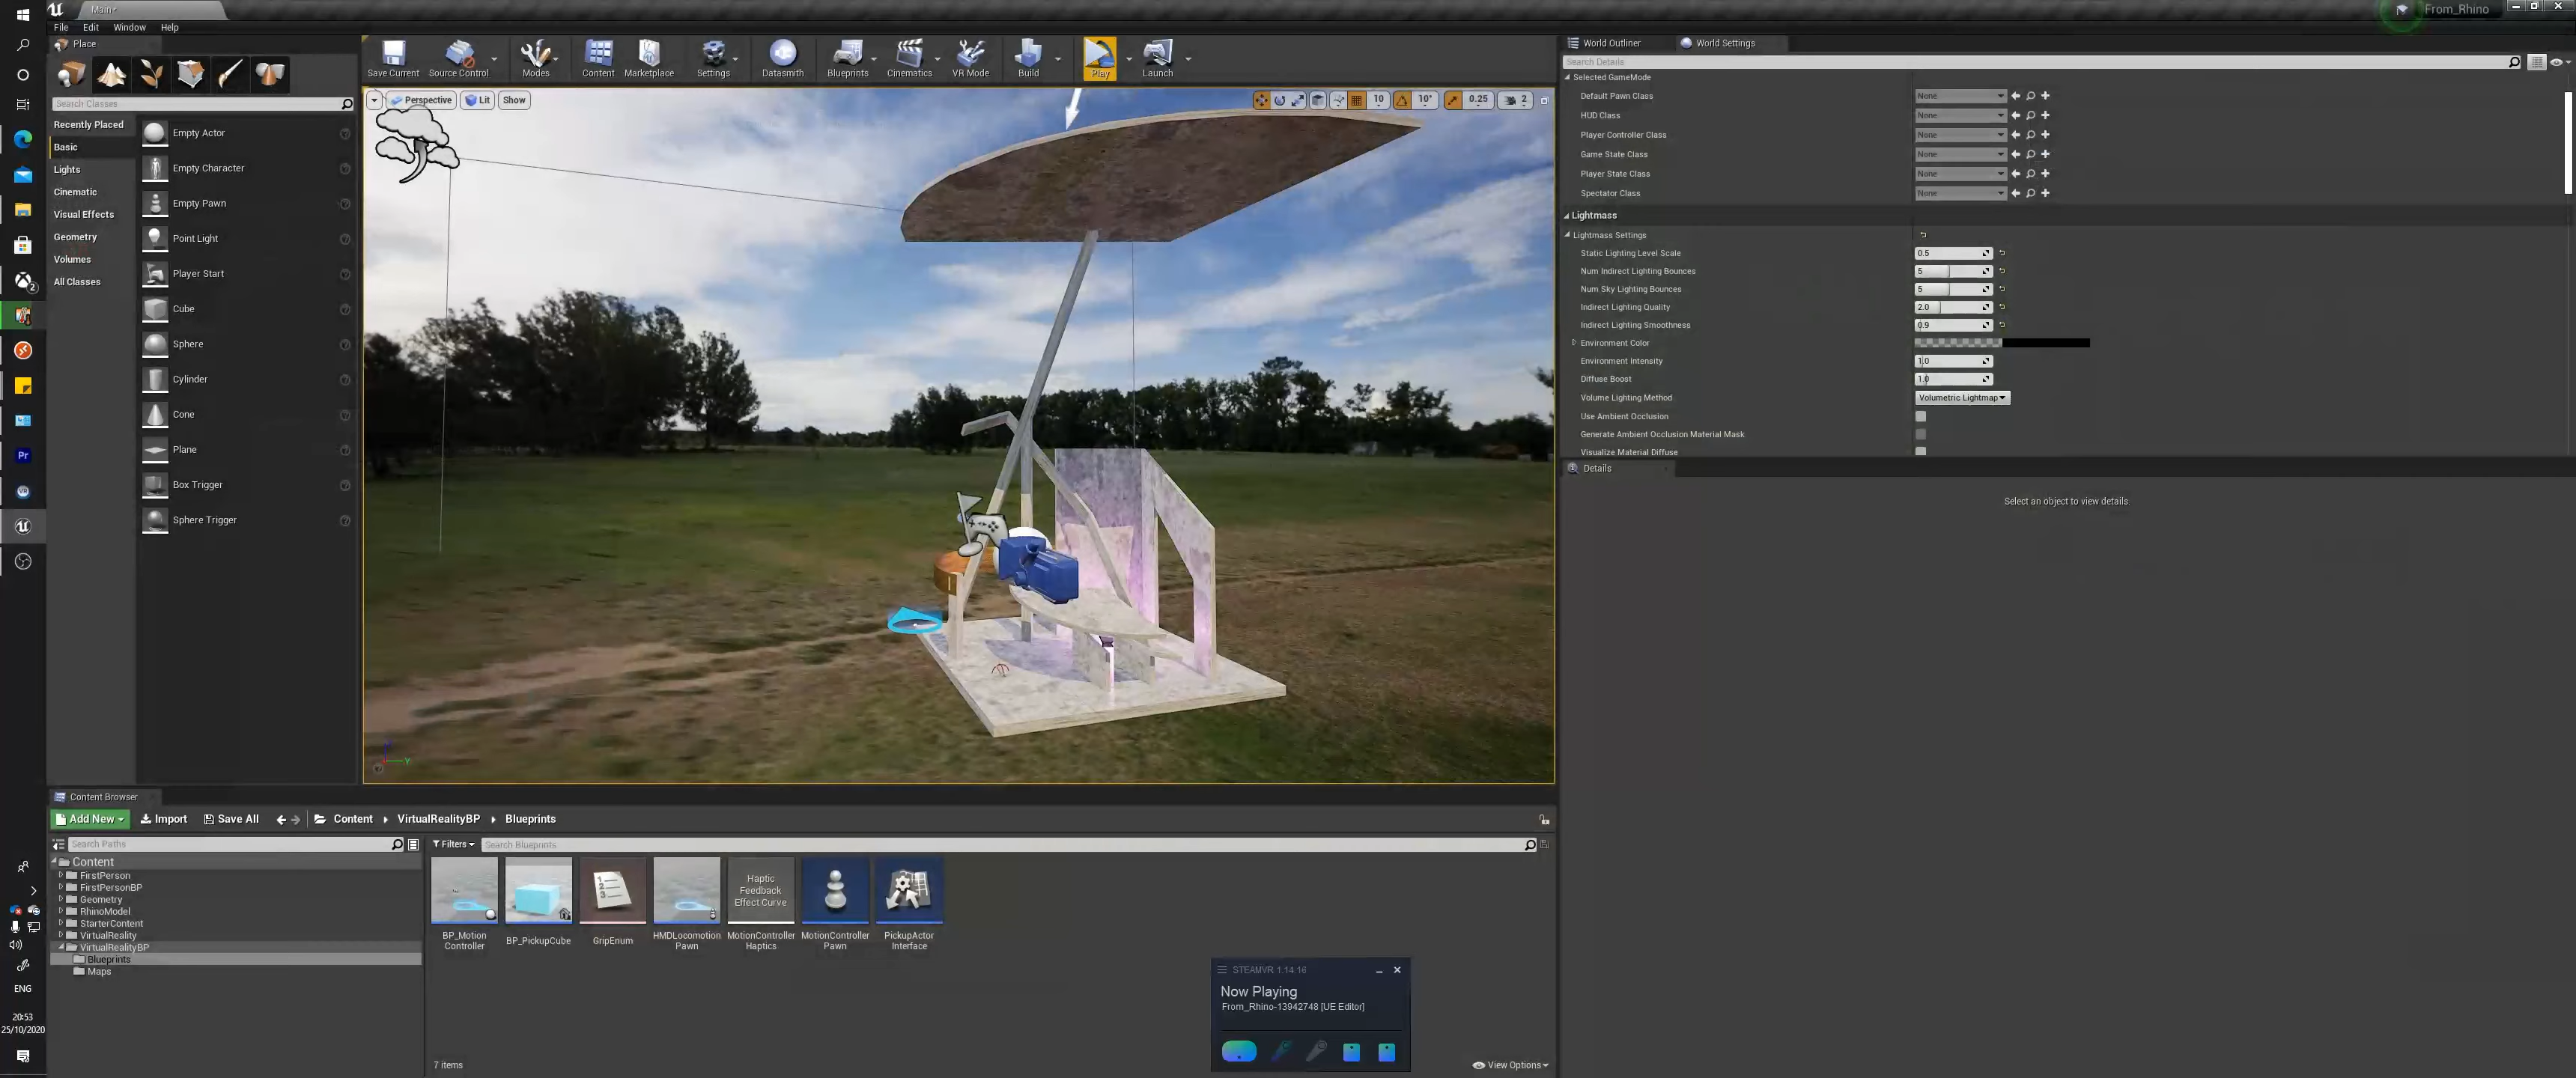 Main*
From_Rhino
File Edit Window Help
Place
Search Classes
Recently Placed
Basic
Lights
Cinematic
Visual Effects
Geometry
Volumes
All Classes
Empty Actor
Empty Character
Empty Pawn
Point Light
Player Start
Cube
Sphere
Cylinder
Cone
Plane
Box Trigger
Sphere Trigger
Save Current Source Control Modes Content Marketplace Settings Datasmith Blueprints Cinematics VR Mode Build Play Launch
Perspective Lit Show
10 10° 0.25 2
World Outliner World Settings
Search Details
Selected GameMode
Default Pawn Class None
HUD Class None
Player Controller Class None
Game State Class None
Player State Class None
Spectator Class None
Lightmass
Lightmass Settings
Static Lighting Level Scale 0.5
Num Indirect Lighting Bounces 5
Num Sky Lighting Bounces 5
Indirect Lighting Quality 2.0
Indirect Lighting Smoothness 0.9
Environment Color
Environment Intensity 1.0
Diffuse Boost 1.0
Volume Lighting Method Volumetric Lightmap
Use Ambient Occlusion
Generate Ambient Occlusion Material Mask
Visualize Material Diffuse
Details
Select an object to view details
Y
Content Browser
Add New Import Save All Content VirtualRealityBP Blueprints
Search Paths
Filters Search Blueprints
Content
FirstPerson
FirstPersonBP
Geometry
RhinoModel
StarterContent
VirtualReality
VirtualRealityBP
Blueprints
Maps
Haptic
Feedback
Effect Curve
BP_Motion
Controller
BP_PickupCube
GripEnum
HMDLocomotion
Pawn
MotionController
Haptics
MotionController
Pawn
PickupActor
Interface
7 items
View Options
STEAMVR 1.14.16
Now Playing
From_Rhino-13942748 [UE Editor]
2
Pr
ENG
20:53
25/10/2020